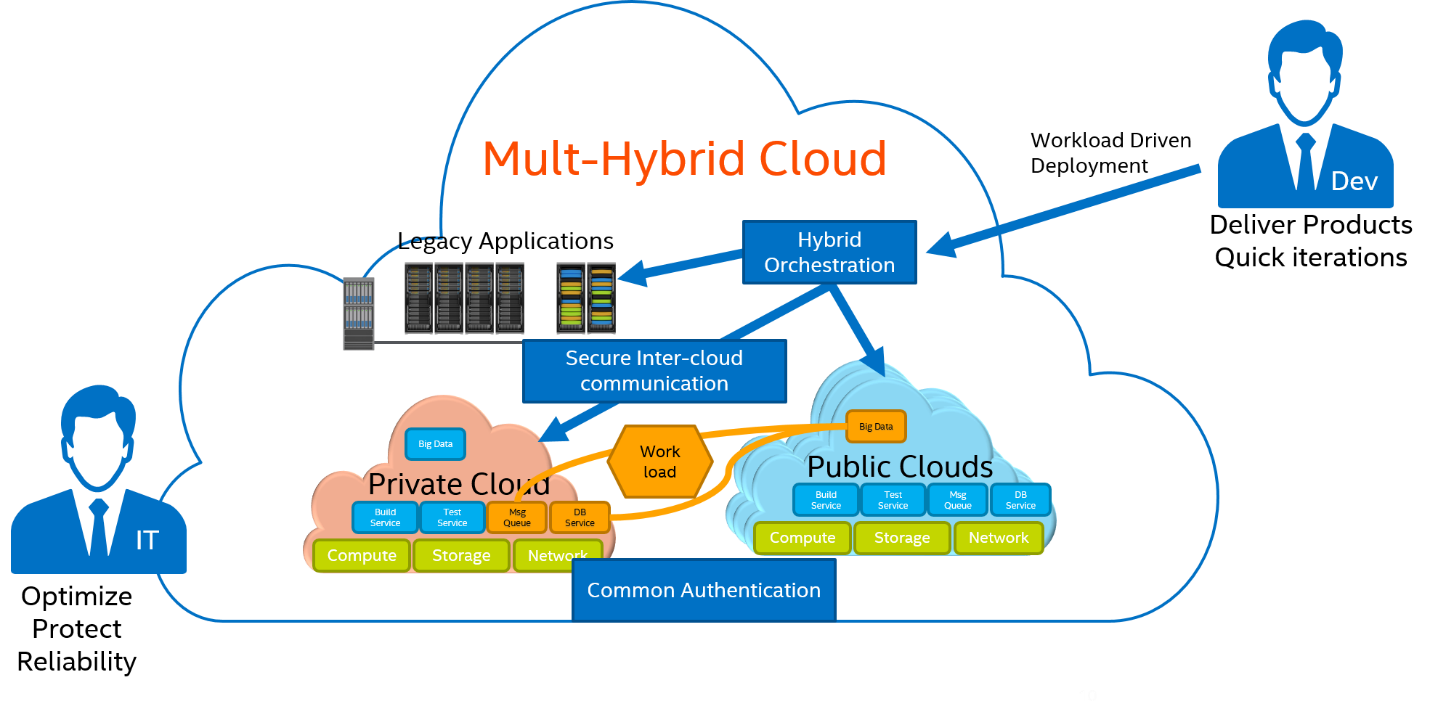 Mult-Hybrid Cloud
Workload Driven
Deployment
Dev
Deliver Products
Quick iterations
Legacy Applications
Hybrid
Orchestration
Secure Inter-cloud
communication
Big Data
Private Cloud
Build
Service
Test
Service
Msg
Queue
DB
Service
Compute
Storage
Network
Work
load
Big Data
Public Clouds
Build
Service
Test
Service
Msg
Queue
DB
Service
Compute
Storage
Network
Common Authentication
IT
Optimize
Protect
Reliability